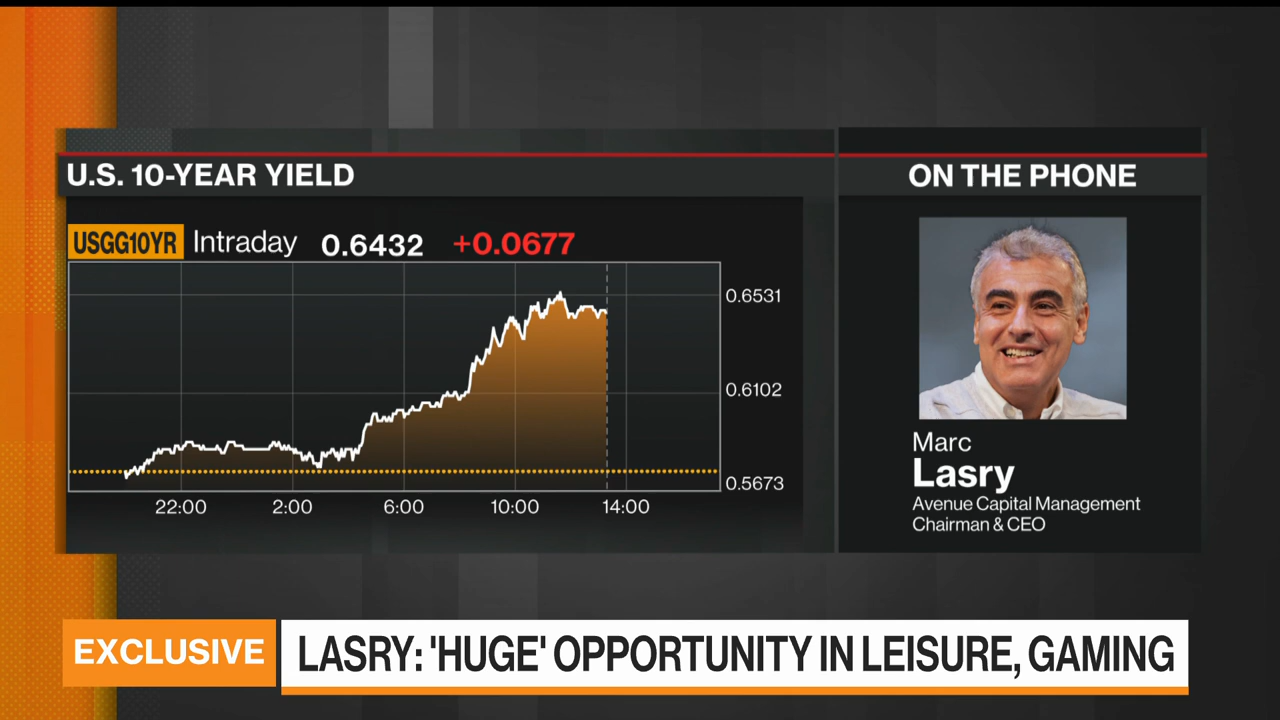 U.S. 10-YEAR YIELD
USGG10YR Intraday 0.6432 +0.0677
0.6531
0.6102
0.5673
22:00 2:00 6:00 10:00 14:00
ON THE PHONE
Marc
Lasry
Avenue Capital Management
Chairman & CEO
EXCLUSIVE
LASRY: 'HUGE' OPPORTUNITY IN LEISURE, GAMING